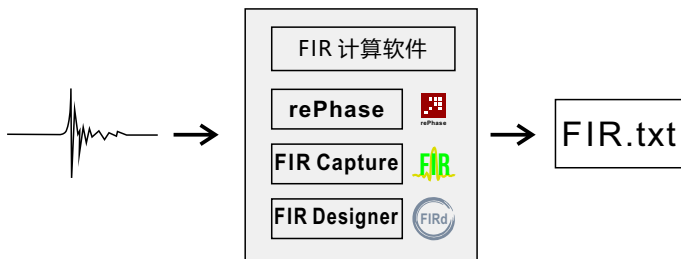 FIR 计算软件
rePhase
rePhase
FIR Capture
FIR
FIR Designer
FIRd
FIR.txt